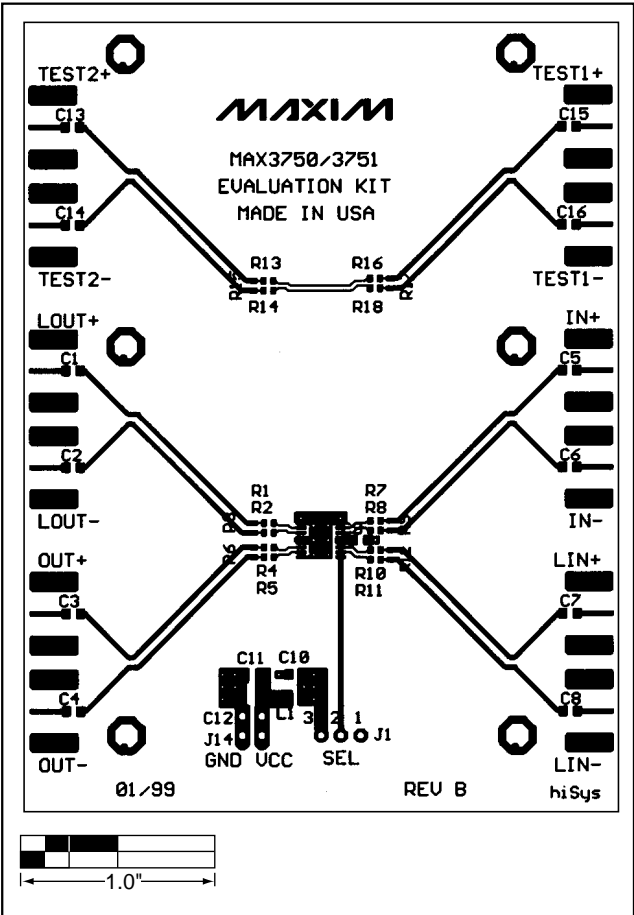 TEST2+ TEST1+
C13 MAXIM C15
MAX3750/3751
EVALUATION KIT
MADE IN USA
C14 C16
TEST2- R13 R16 TEST1-
R14 R18
LOUT+ IN+
C1 C5
C2 C6
R1 R7
R2 R8
LOUT- IN-
R6
OUT+ R4 R10 LIN+
R5 R11
C3 C7
C11 C10
C4 L1 C8
C12 3 2 1
J14 J1
GND VCC SEL
OUT- LIN-
01/99 REV B hiSys
1.0"